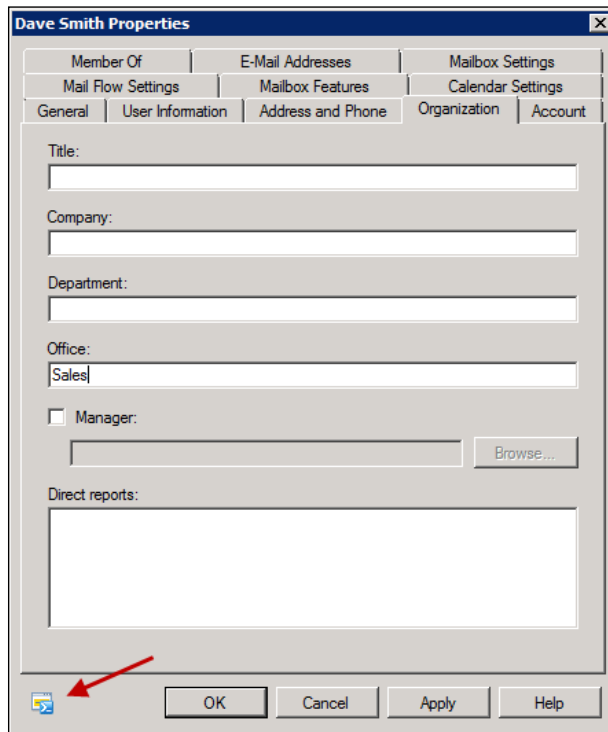 Dave Smith Properties
Member Of E-Mail Addresses Mailbox Settings
Mail Flow Settings Mailbox Features Calendar Settings
General User Information Address and Phone Organization Account
Title:
Company:
Department:
Office:
Sales
Manager:
Browse...
Direct reports:
OK Cancel Apply Help